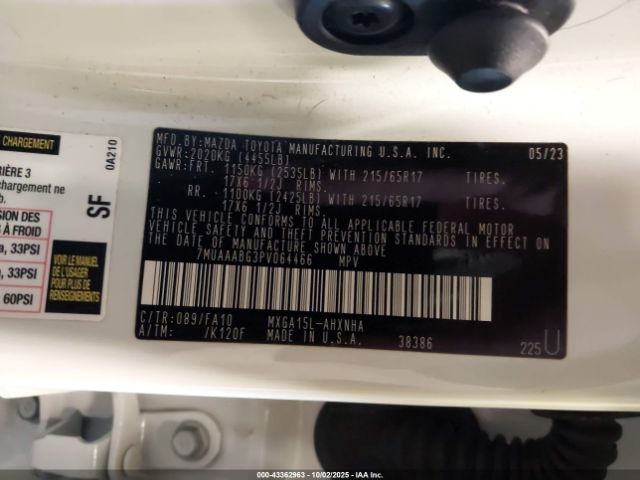 CHARGEMENT
0A210
IÈRE 3
chargement ne
b.
SF
ION DES
S À FROID
a, 33PSI
a, 33PSI
60PSI
VOIR LE MANUEL
DE L'USAGER
POUR PLUS DE
RENSEIGNEMENTS
MFD.BY:MAZDA TOYOTA MANUFACTURING U.S.A. INC. 05/23
GVWR:2020KG (4455LB)
GAWR:FRT. 1150KG (2535LB) WITH 215/65R17 TIRES.
17X6 1/2J RIMS.
RR. 1100KG (2425LB) WITH 215/65R17 TIRES.
17X6 1/2J RIMS.
THIS VEHICLE CONFORMS TO ALL APPLICABLE FEDERAL MOTOR
VEHICLE SAFETY AND THEFT PREVENTION STANDARDS IN EFFECT ON
THE DATE OF MANUFACTURE SHOWN ABOVE
7MUAAABG3PV064466 MPV
C/TR:089/FA10 MXGA15L-AHXNHA
A/TM: /K120F MADE IN U.S.A. 38386 225 U
000-43362963 - 10/02/2025 - IAA Inc.